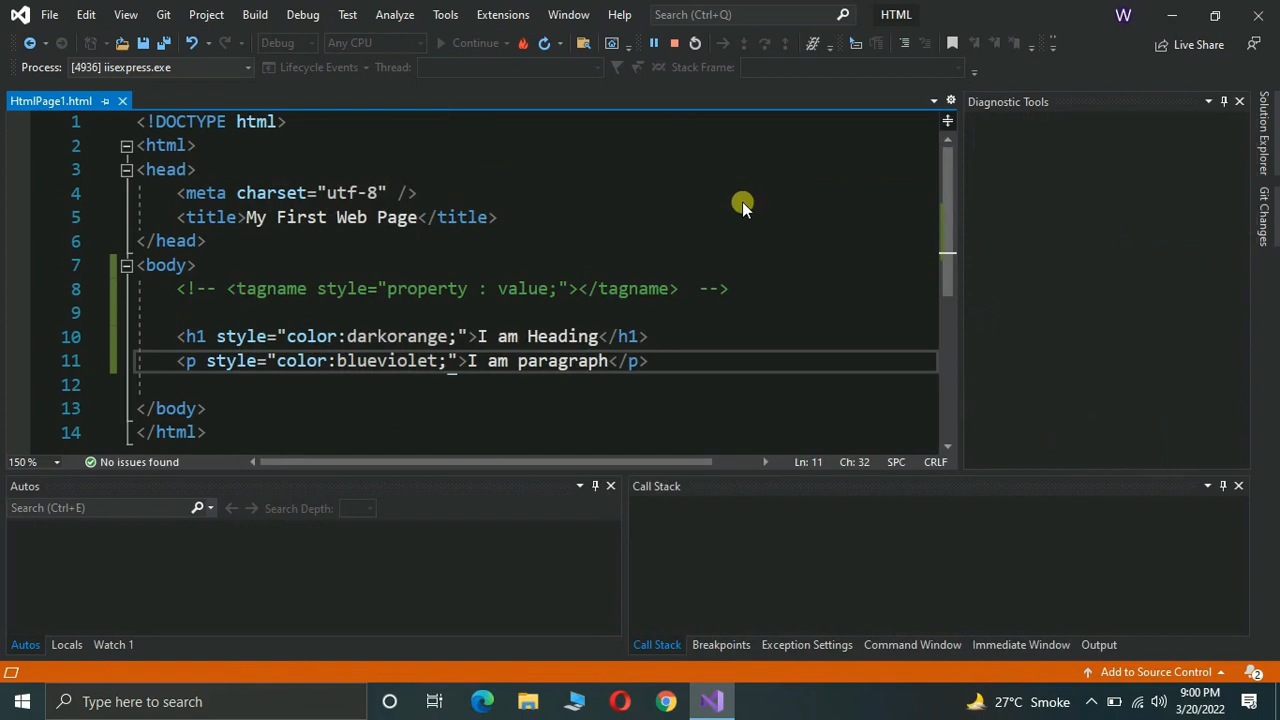 File Edit View Git Project Build Debug Test Analyze Tools Extensions Window Help Search (Ctrl+Q) HTML W
Debug Any CPU Continue Live Share
Process: [4936] iisexpress.exe Lifecycle Events Thread: Stack Frame:
HtmlPage1.html Diagnostic Tools
1 <!DOCTYPE html>
2 <html>
3 <head>
4 <meta charset="utf-8" />
5 <title>My First Web Page</title>
6 </head>
7 <body>
8 <!-- <tagname style="property : value;"></tagname> -->
9
10 <h1 style="color:darkorange;">I am Heading</h1>
11 <p style="color:blueviolet;">I am paragraph</p>
12
13 </body>
14 </html>
Solution Explorer
Git Changes
150 % No issues found Ln: 11 Ch: 32 SPC CRLF
Autos Call Stack
Search (Ctrl+E) Search Depth:
Autos Locals Watch 1 Call Stack Breakpoints Exception Settings Command Window Immediate Window Output
Add to Source Control 2
Type here to search 27°C Smoke 9:00 PM
3/20/2022